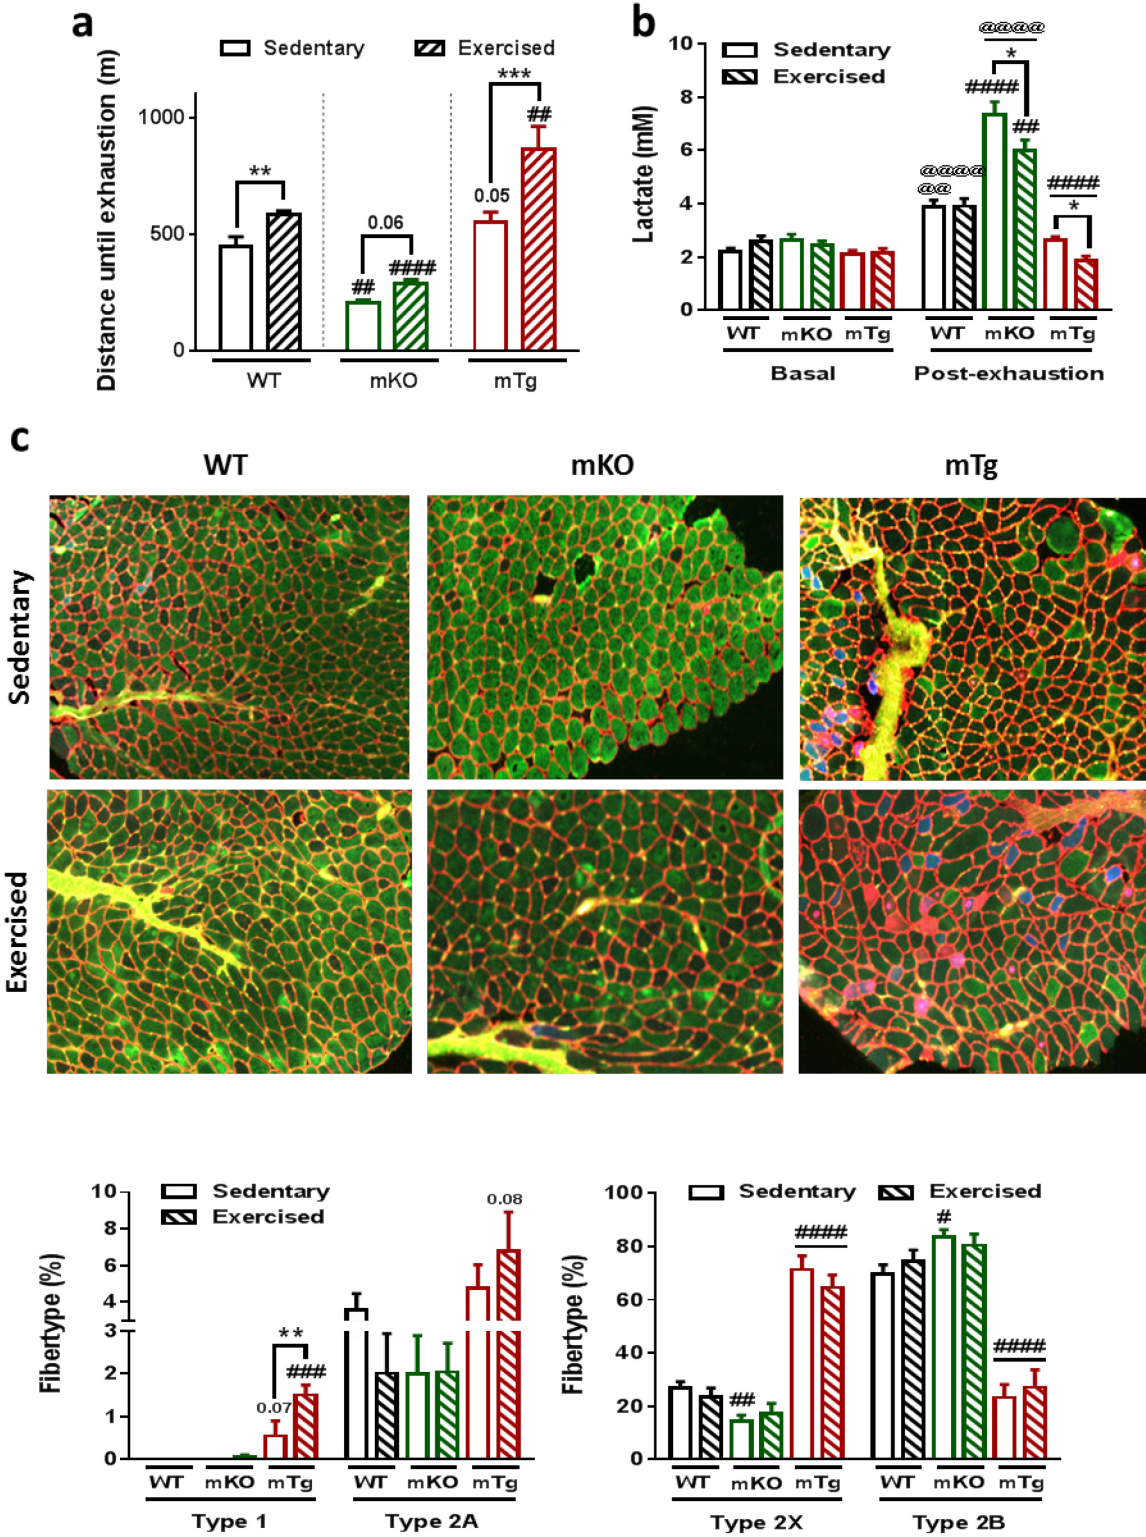 a
Sedentary
Exercised
Distance until exhaustion (m)
1000
500
0
**
0.06
##
####
***
##
0.05
WT
mKO
mTg
b
Sedentary
Exercised
Lactate (mM)
10
8
6
4
2
0
@@@@
*
####
##
@@@@
@@
####
*
WT
mKO
mTg
WT
mKO
mTg
Basal
Post-exhaustion
c
WT
mKO
mTg
Sedentary
Exercised
Sedentary
Exercised
Fibertype (%)
10
8
6
4
3
2
1
0
0.08
**
###
0.07
WT
mKO
mTg
WT
mKO
mTg
Type 1
Type 2A
Sedentary
Exercised
Fibertype (%)
100
80
60
40
20
0
##
####
#
####
WT
mKO
mTg
WT
mKO
mTg
Type 2X
Type 2B